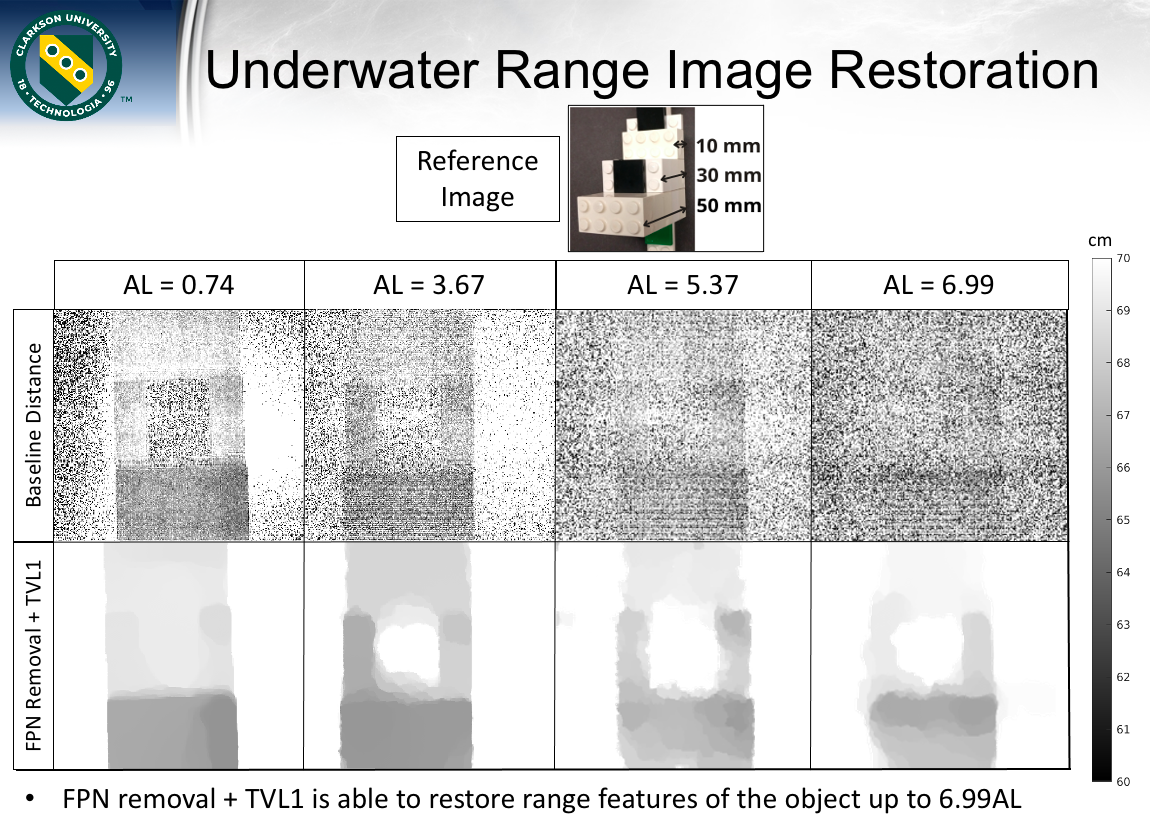 CLARKSON UNIVERSITY
18 • TECHNOLOGIA • 96
TM
Underwater Range Image Restoration
Reference
Image
10 mm
30 mm
50 mm
cm
AL = 0.74
AL = 3.67
AL = 5.37
AL = 6.99
Baseline Distance
FPN Removal + TVL1
70
69
68
67
66
65
64
63
62
61
60
• FPN removal + TVL1 is able to restore range features of the object up to 6.99AL